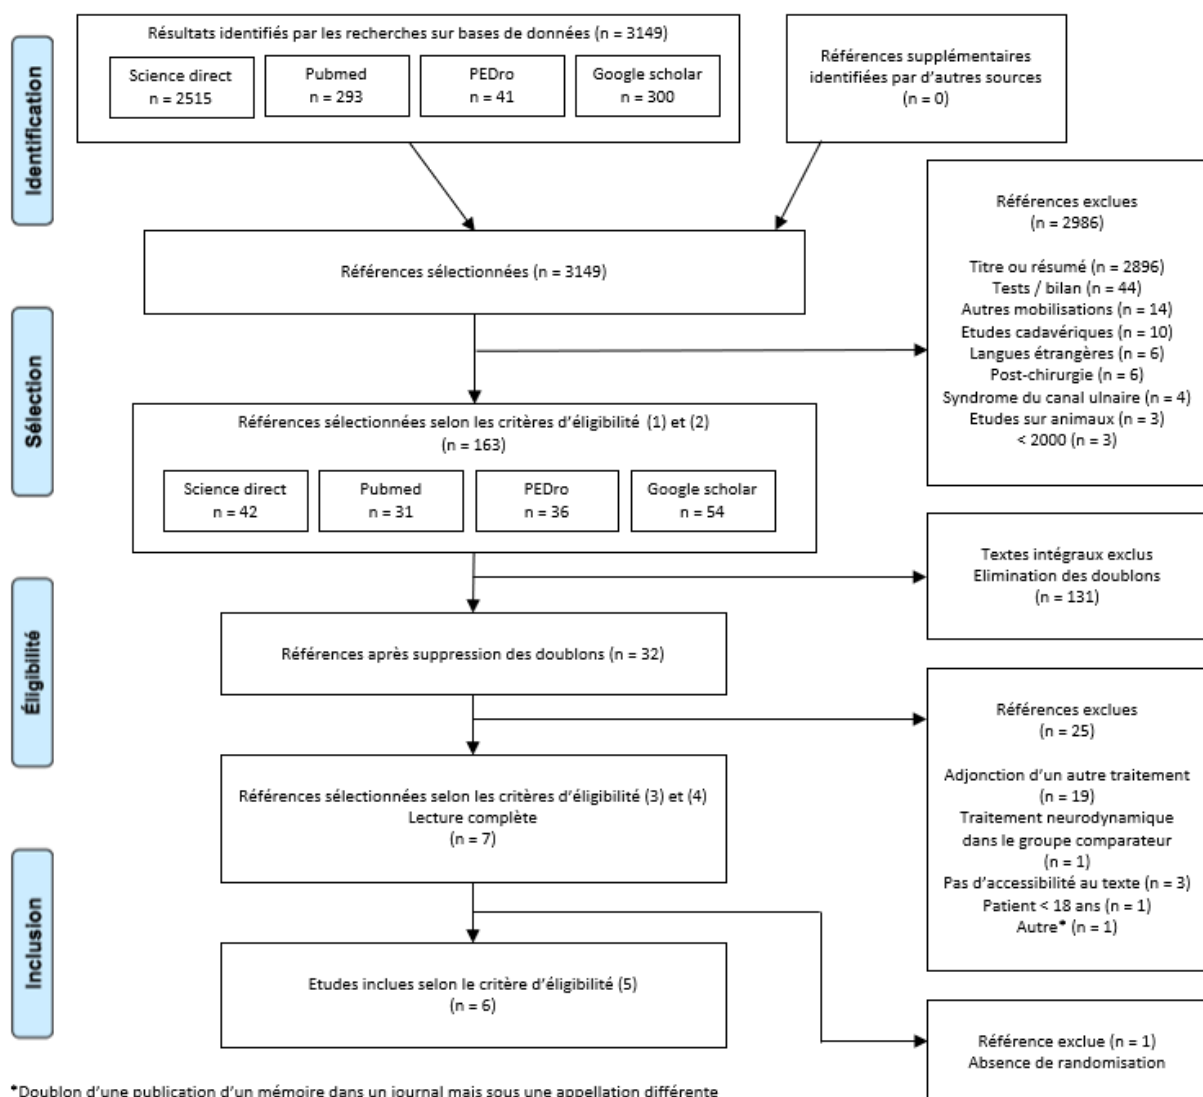 Identification
Résultats identifiés par les recherches sur bases de données (n = 3149)
Science direct
n = 2515
Pubmed
n = 293
PEDro
n = 41
Google scholar
n = 300
Références supplémentaires
identifiées par d'autres sources
(n = 0)
Références sélectionnées (n = 3149)
Références exclues
(n = 2986)
Titre ou résumé (n = 2896)
Tests / bilan (n = 44)
Autres mobilisations (n = 14)
Etudes cadavériques (n = 10)
Langues étrangères (n = 6)
Post-chirurgie (n = 6)
Syndrome du canal ulnaire (n = 4)
Etudes sur animaux (n = 3)
< 2000 (n = 3)
Sélection
Références sélectionnées selon les critères d'éligibilité (1) et (2)
(n = 163)
Science direct
n = 42
Pubmed
n = 31
PEDro
n = 36
Google scholar
n = 54
Textes intégraux exclus
Elimination des doublons
(n = 131)
Éligibilité
Références après suppression des doublons (n = 32)
Références exclues
(n = 25)
Adjonction d'un autre traitement
(n = 19)
Traitement neurodynamique
dans le groupe comparateur
(n = 1)
Pas d'accessibilité au texte (n = 3)
Patient < 18 ans (n = 1)
Autre* (n = 1)
Références sélectionnées selon les critères d'éligibilité (3) et (4)
Lecture complète
(n = 7)
Inclusion
Etudes inclues selon le critère d'éligibilité (5)
(n = 6)
Référence exclue (n = 1)
Absence de randomisation
*Doublon d'une publication d'un mémoire dans un journal mais sous une appellation différente